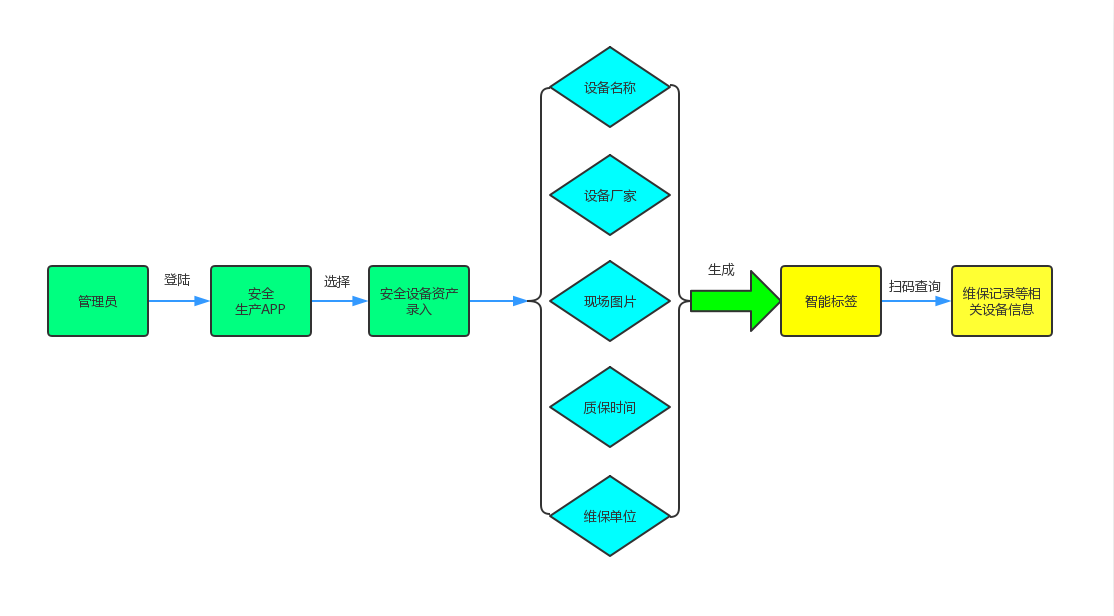 管理员
登陆
安全
生产APP
选择
安全设备资产
录入
设备名称
设备厂家
现场图片
质保时间
维保单位
生成
智能标签
扫码查询
维保记录等相
关设备信息